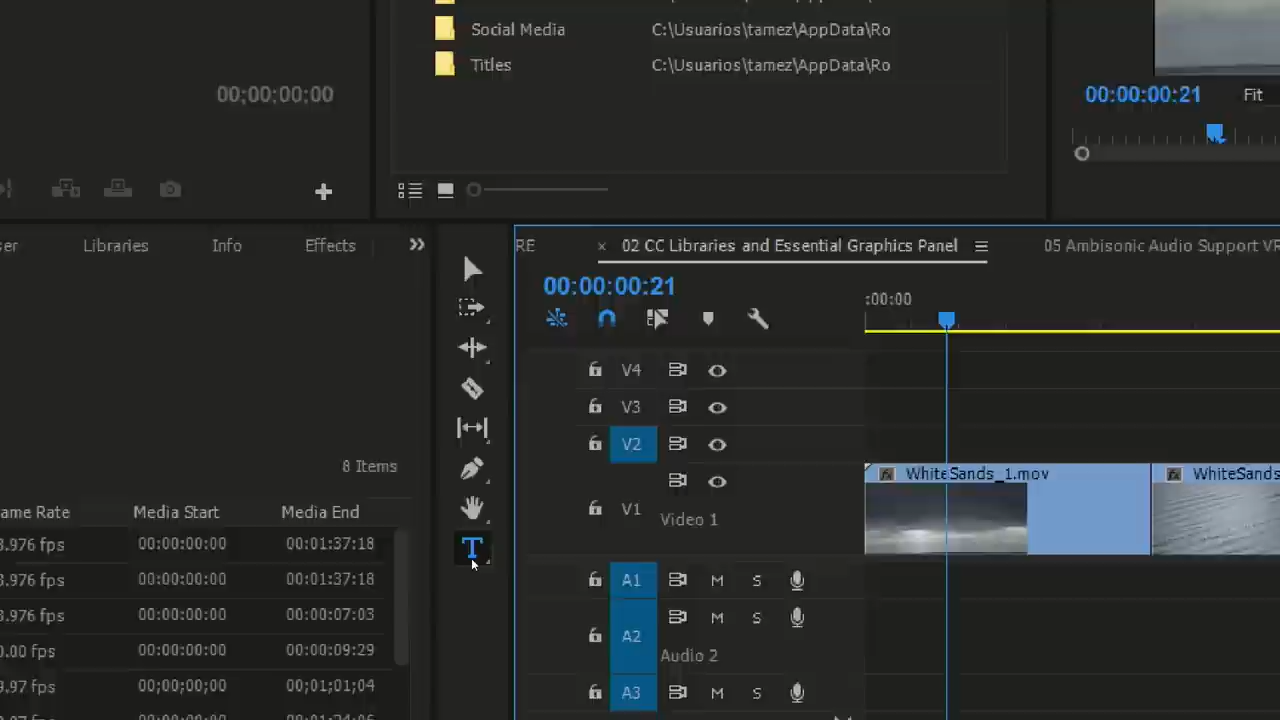 Social Media C:\Usuarios\tamez\AppData\Ro
Titles C:\Usuarios\tamez\AppData\Ro
00;00;00;00
00:00:00:21 Fit
Libraries Info Effects
RE × 02 CC Libraries and Essential Graphics Panel 05 Ambisonic Audio Support VR
00:00:00:21
:00:00
V4
V3
8 Items V2
WhiteSands_1.mov WhiteSands
ame Rate Media Start Media End V1 Video 1
3.976 fps 00:00:00:00 00:01:37:18
3.976 fps 00:00:00:00 00:01:37:18 A1 M S
00 fps
fps 00:00:00:00 00:00:07:03 M S
0.00 fps 00:00:00:00 00:00:09:29 A2 Audio 2
9.97 fps 00;00;00;00 00;01;01;04 A3 M S